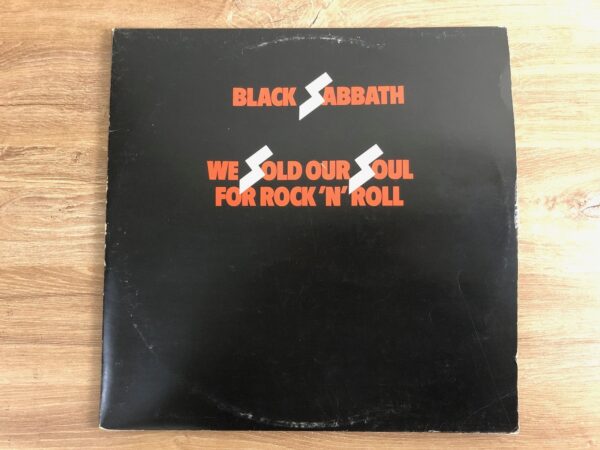 BLACK SABBATH
WE SOLD OUR SOUL
FOR ROCK 'N' ROLL